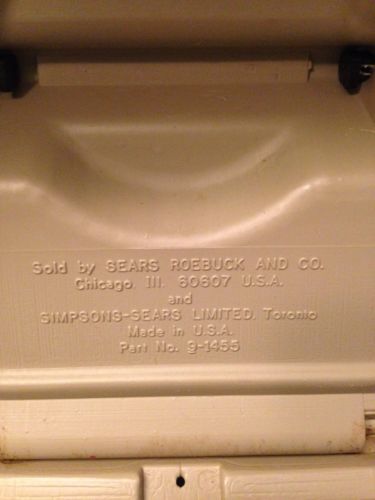 Sold by SEARS ROEBUCK AND CO.
Chicago, Ill. 60607 U.S.A.
and
SIMPSONS-SEARS LIMITED, Toronto
Made in U.S.A.
Part No. 9-1455